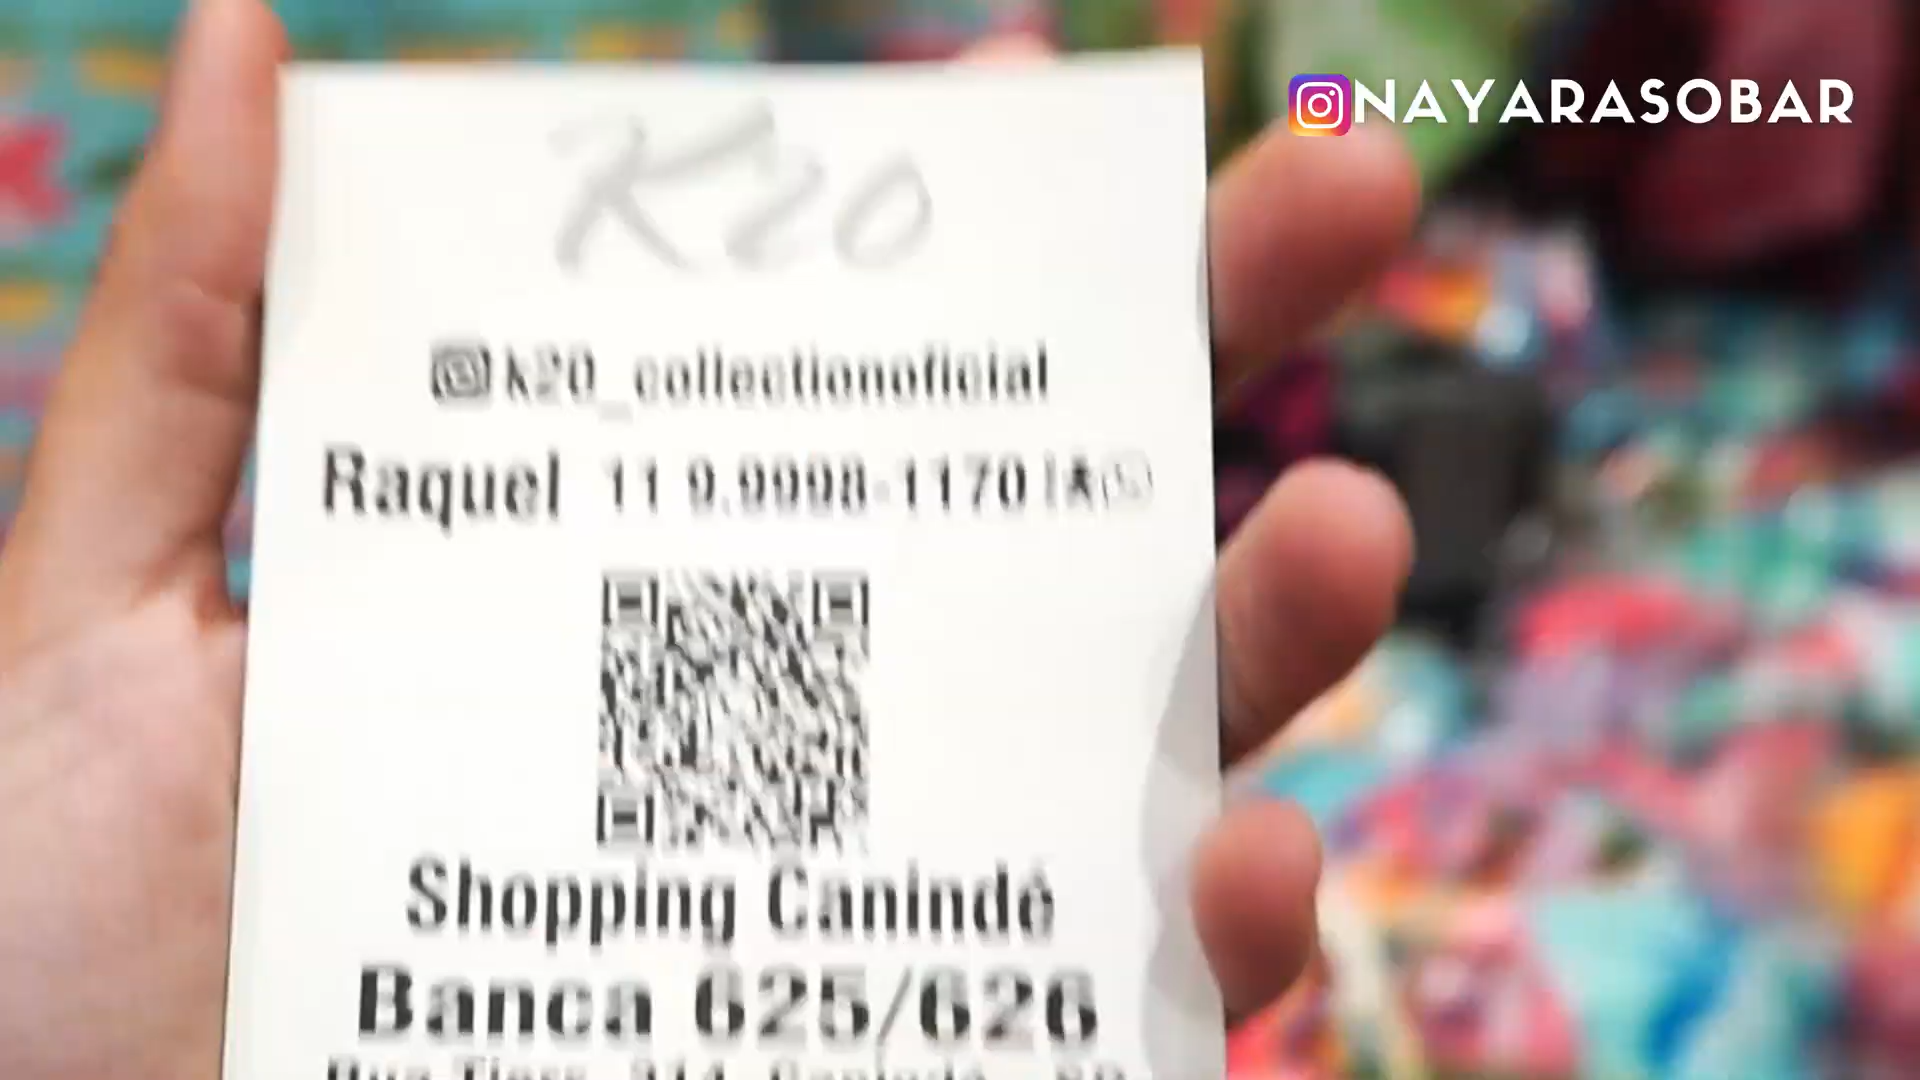 NAYARASOBAR
K20
k20_collectionoficial
Raquel 11 9.9998-1170
Shopping Canindé
Banca 625/626